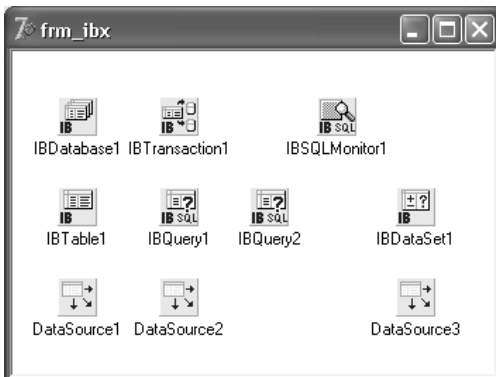 7 frm_ibx
IB IB IB SQL
IBDatabase1 IBTransaction1 IBSQLMonitor1
IB IB SQL IB SQL IB
IBTable1 IBQuery1 IBQuery2 IBDataSet1
DataSource1 DataSource2 DataSource3